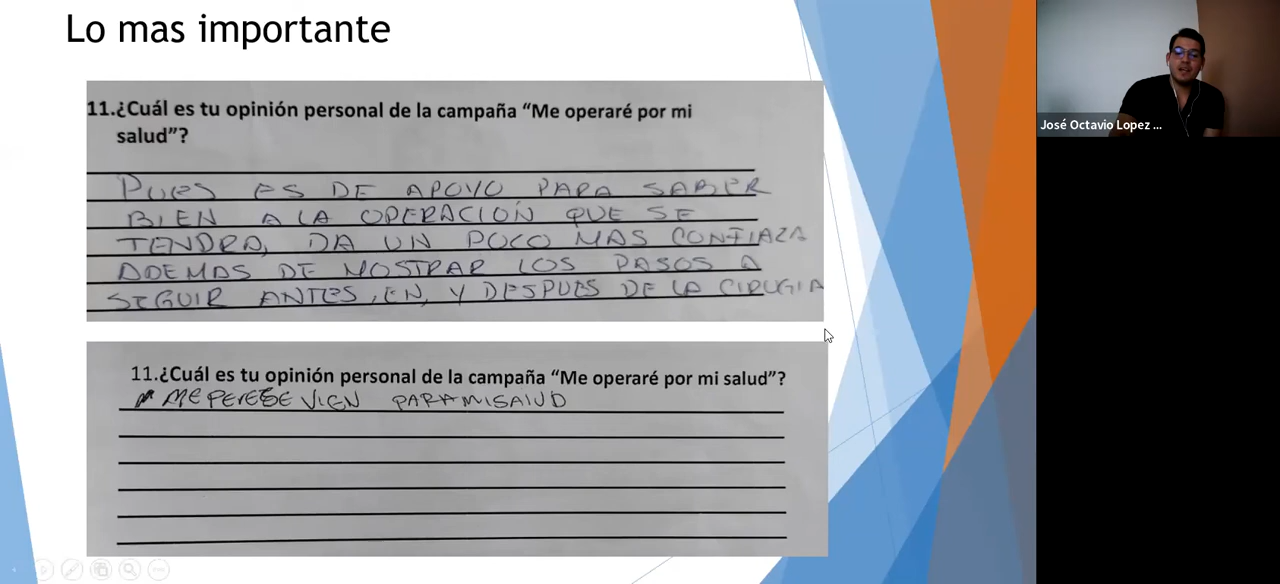 Lo mas importante
José Octavio Lopez ...
11.¿Cuál es tu opinión personal de la campaña “Me operaré por mi
salud”?
PUES ES DE APOYO PARA SABER
BIEN A LA OPERACIÓN QUE SE
TENDRA, DA UN POCO MAS CONFIAZA
ADEMAS DE MOSTRAR LOS PASOS A
SEGUIR ANTES, EN, Y DESPUES DE LA CIRUGIA
11.¿Cuál es tu opinión personal de la campaña “Me operaré por mi salud”?
VIEN PARA MI SALUD